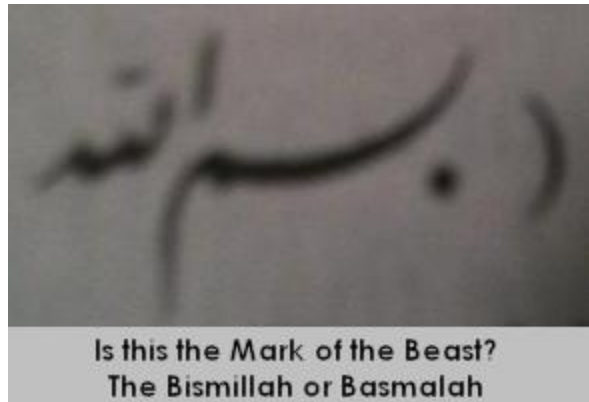 (بسم الله
Is this the Mark of the Beast?
The Bismillah or Basmalah